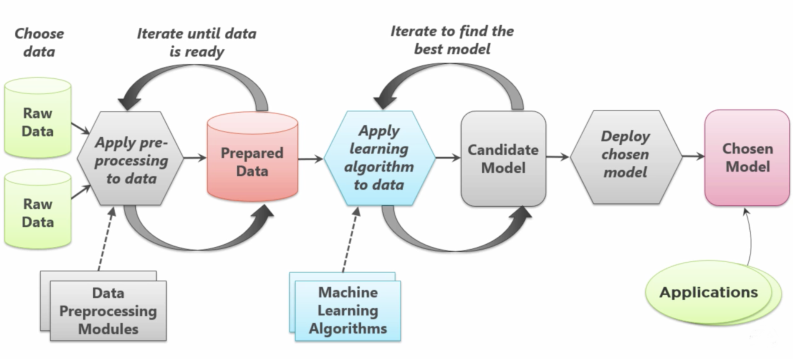 Choose
data
Iterate until data
is ready
Iterate to find the
best model
Raw
Data
Raw
Data
Apply pre-
processing
to data
Prepared
Data
Apply
learning
algorithm
to data
Candidate
Model
Deploy
chosen
model
Chosen
Model
Data
Preprocessing
Modules
Machine
Learning
Algorithms
Applications